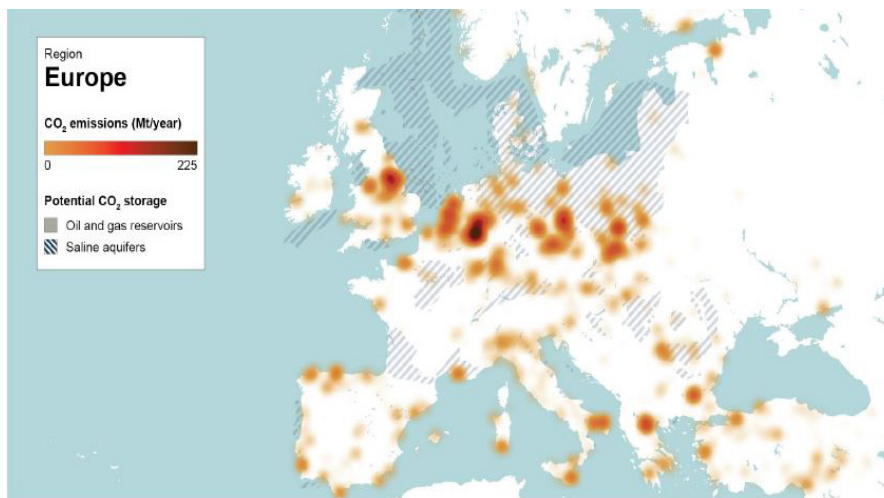 Region
Europe
CO₂ emissions (Mt/year)
0 225
Potential CO₂ storage
Oil and gas reservoirs
Saline aquifers